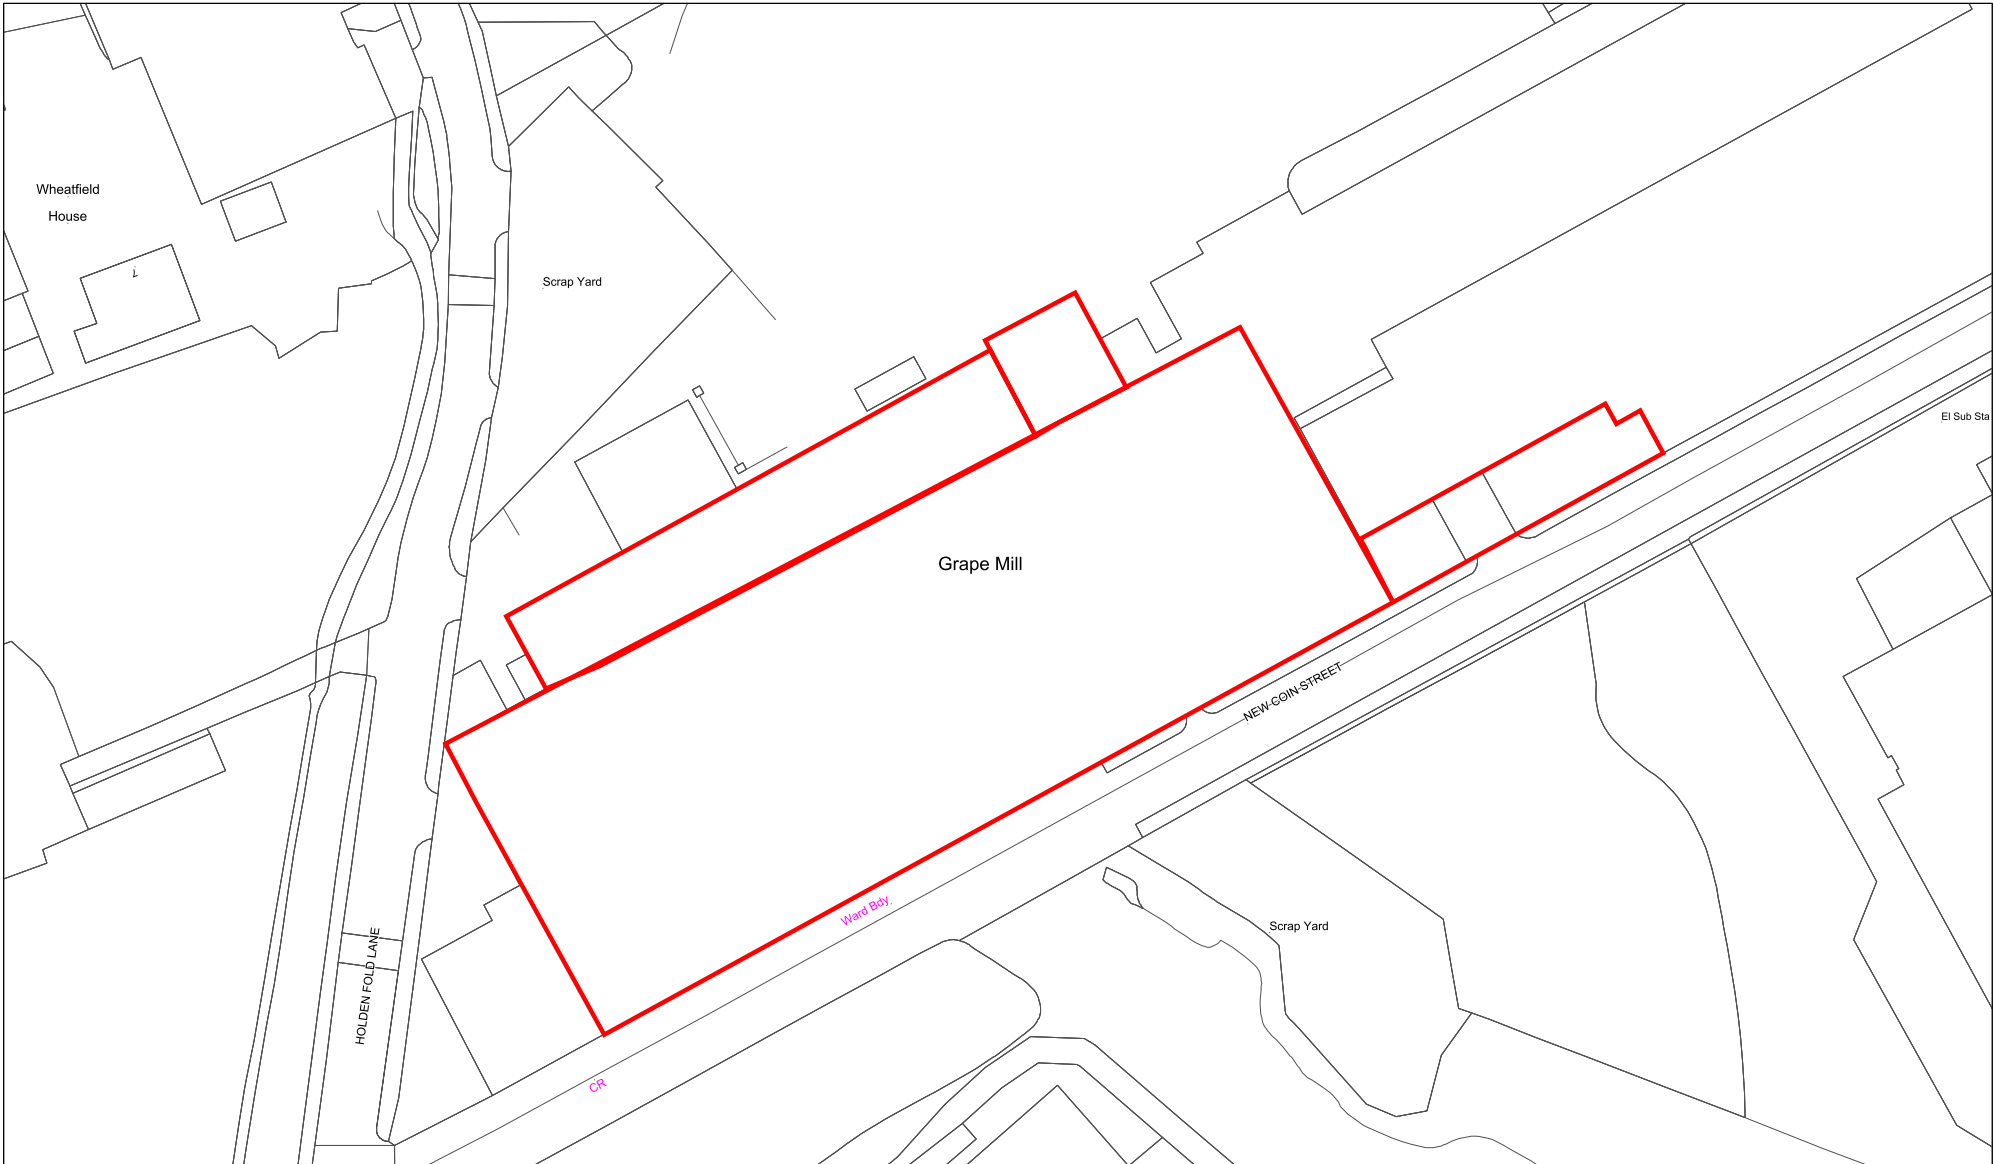 Wheatfield
House
7
Scrap Yard
El Sub Sta
Grape Mill
NEW COIN STREET
Ward Bdy
Scrap Yard
HOLDEN FOLD LANE
CR